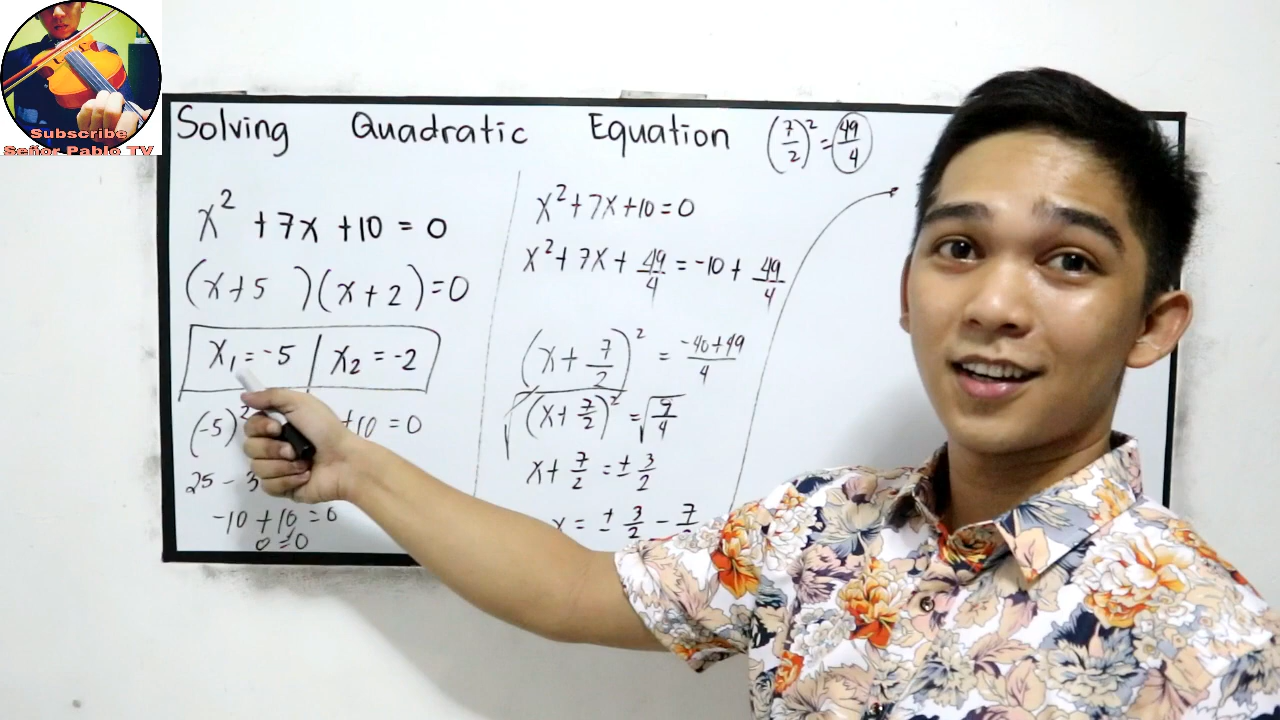 Subscribe
Señor Pablo TV
Solving Quadratic Equation
(7/2)² = 49/4
x² + 7x + 10 = 0
(x + 5 )(x + 2) = 0
x₁ = -5 | x₂ = -2
(-5)² +10 = 0
25 - 3
-10 + 10 = 0
0 = 0
x² + 7x + 10 = 0
x² + 7x + 49/4 = -10 + 49/4
(x + 7/2)² = -40+49/4
√(x + 7/2)² = √9/4
x + 7/2 = ± 3/2
x = ± 3/2 - 7/